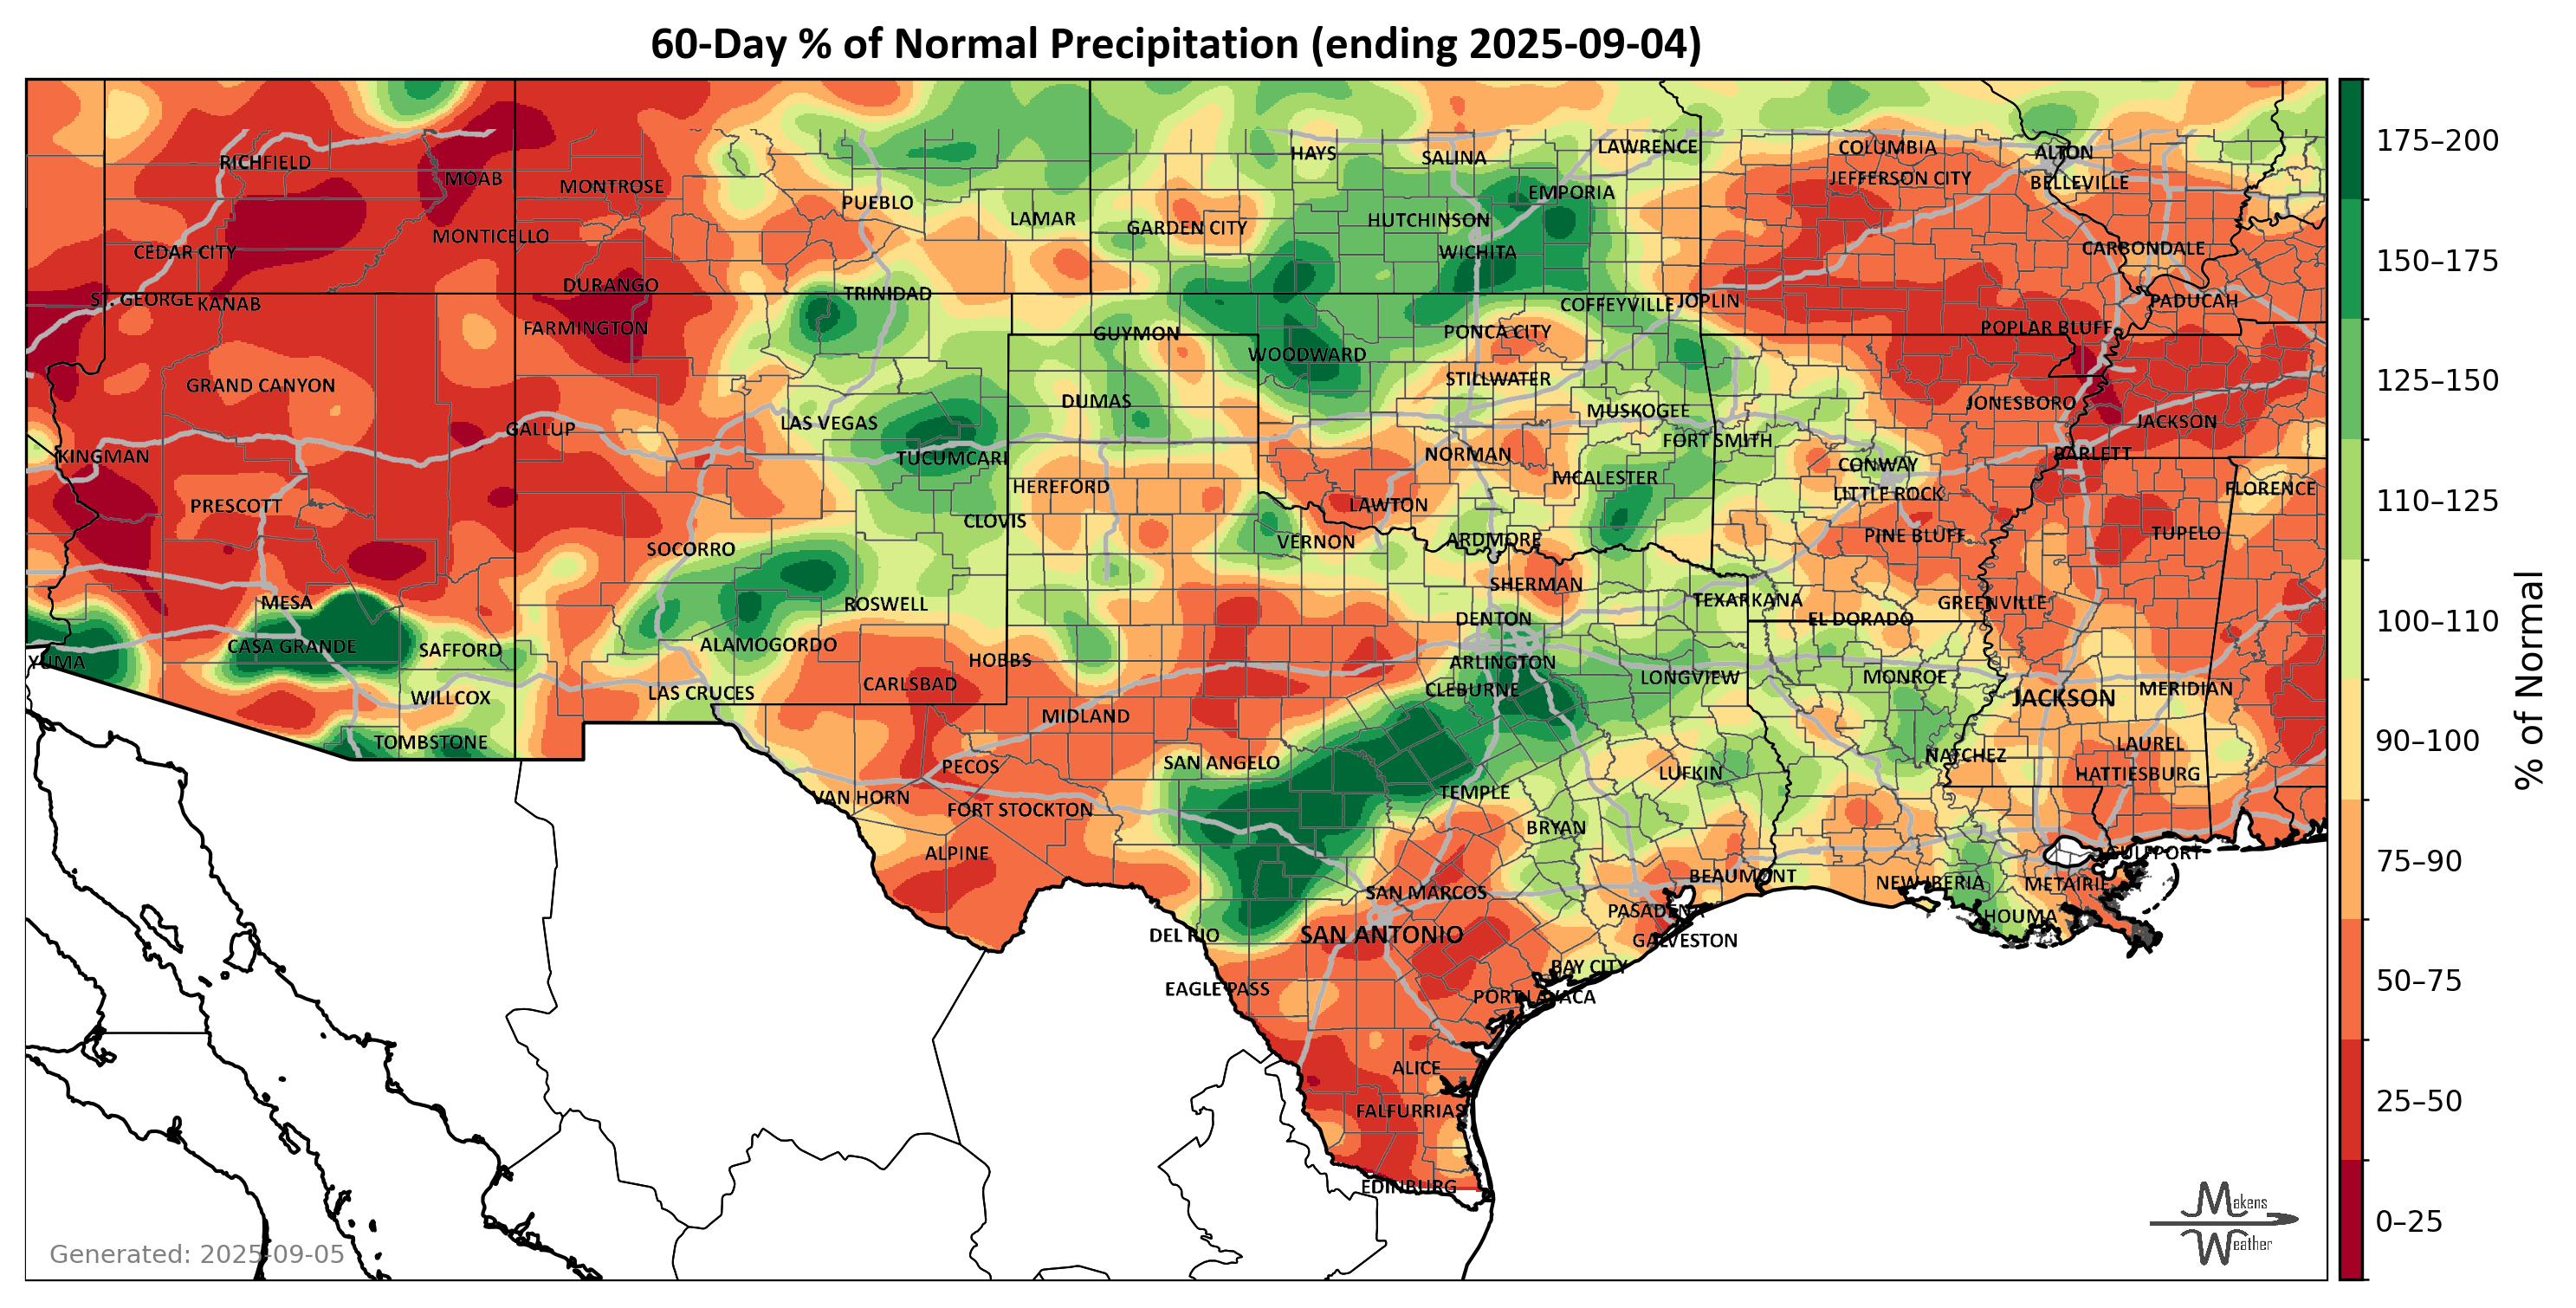 60-Day % of Normal Precipitation (ending 2025-09-04)
RICHFIELD
MOAB
MONTROSE
PUEBLO
LAMAR
HAYS
SALINA
LAWRENCE
EMPORIA
COLUMBIA
JEFFERSON CITY
ALTON
BELLEVILLE
CEDAR CITY
MONTICELLO
GARDEN CITY
HUTCHINSON
WICHITA
CARBONDALE
ST. GEORGE
KANAB
DURANGO
TRINIDAD
COFFEYVILLE
JOPLIN
PADUCAH
FARMINGTON
GUYMON
PONCA CITY
POPLAR BLUFF
WOODWARD
GRAND CANYON
STILLWATER
DUMAS
MUSKOGEE
JONESBORO
JACKSON
GALLUP
LAS VEGAS
FORT SMITH
KINGMAN
TUCUMCARI
NORMAN
BARLETT
CONWAY
HEREFORD
MCALESTER
LITTLE ROCK
FLORENCE
PRESCOTT
CLOVIS
LAWTON
SOCORRO
VERNON
ARDMORE
PINE BLUFF
TUPELO
MESA
ROSWELL
SHERMAN
TEXARKANA
GREENVILLE
CASA GRANDE
SAFFORD
ALAMOGORDO
DENTON
EL DORADO
YUMA
HOBBS
ARLINGTON
WILLCOX
LAS CRUCES
CARLSBAD
CLEBURNE
LONGVIEW
MONROE
JACKSON
MERIDIAN
TOMBSTONE
MIDLAND
PECOS
SAN ANGELO
LUFKIN
NATCHEZ
LAUREL
HATTIESBURG
VAN HORN
FORT STOCKTON
TEMPLE
BRYAN
ALPINE
SAN MARCOS
BEAUMONT
NEW IBERIA
METAIRIE
GULFPORT
DEL RIO
SAN ANTONIO
PASADENA
GALVESTON
HOUMA
EAGLE PASS
BAY CITY
PORT LAVACA
ALICE
FALFURRIAS
EDINBURG
175–200
150–175
125–150
110–125
100–110
90–100
75–90
50–75
25–50
0–25
% of Normal
Generated: 2025-09-05
Makens
Weather